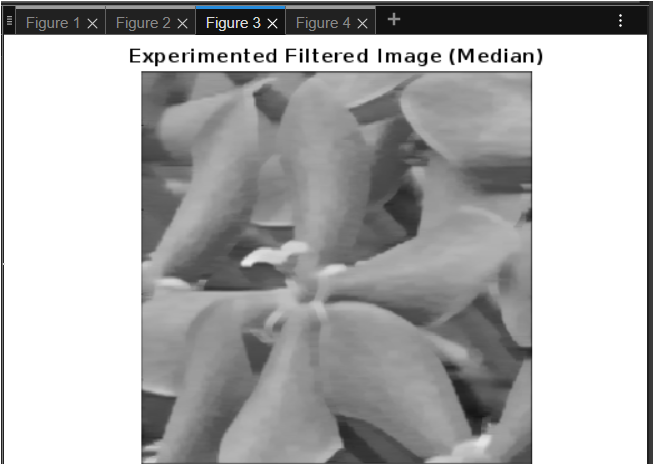 Figure 1 × Figure 2 × Figure 3 × Figure 4 × +
Experimented Filtered Image (Median)